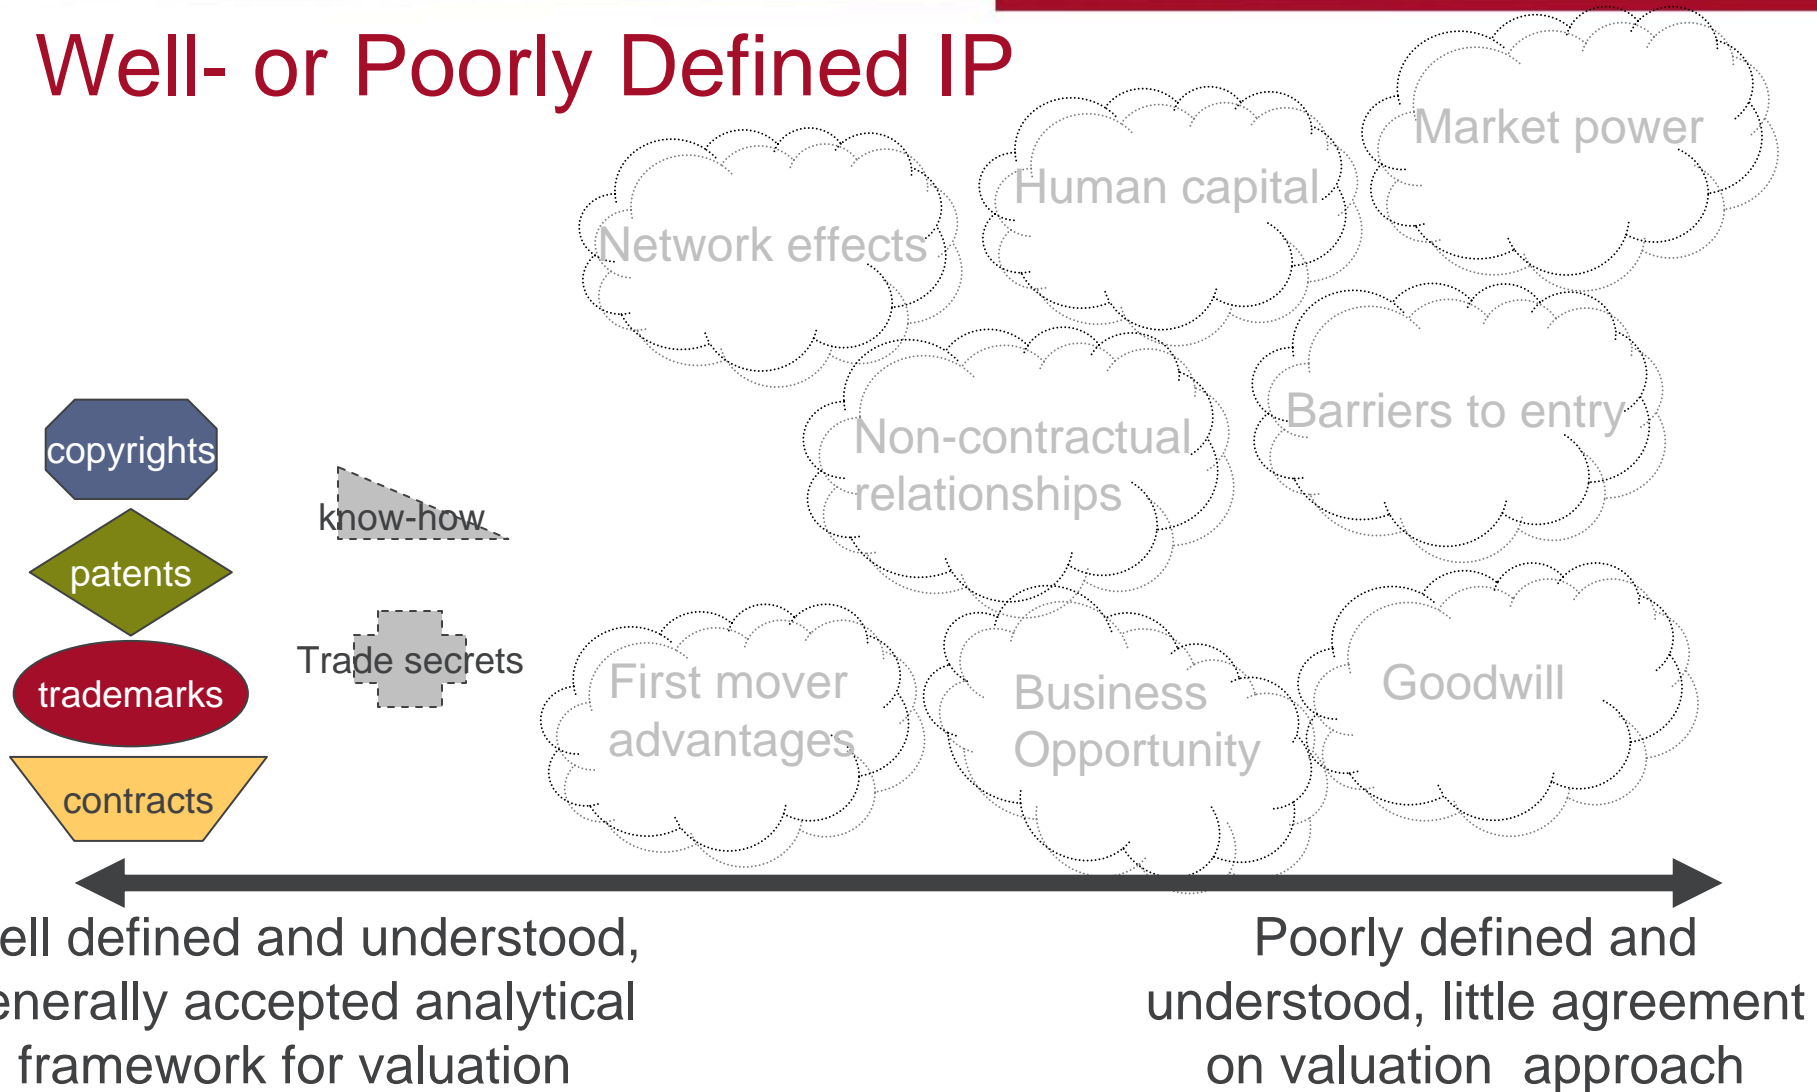 Well- or Poorly Defined IP
Market power
Human capital
Network effects
Barriers to entry
Non-contractual
relationships
copyrights
know-how
patents
Trade secrets
trademarks
contracts
First mover
advantages
Business
Opportunity
Goodwill
ell defined and understood,
enerally accepted analytical
framework for valuation
Poorly defined and
understood, little agreement
on valuation approach